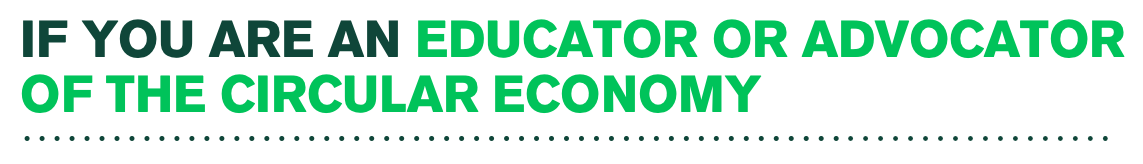 IF YOU ARE AN EDUCATOR OR ADVOCATOR
OF THE CIRCULAR ECONOMY